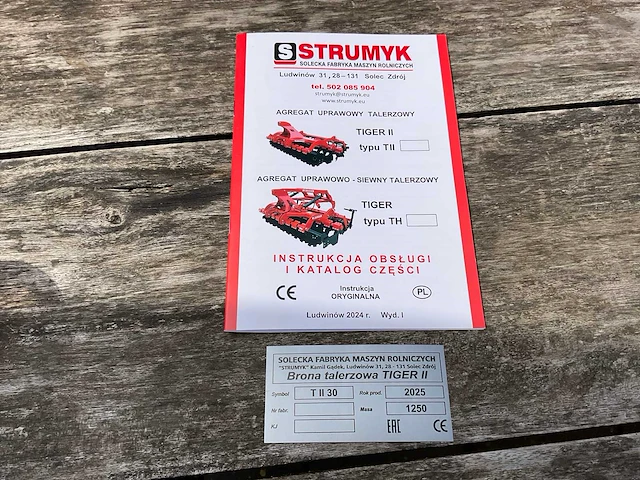 S STRUMYK
SOLECKA FABRYKA MASZYN ROLNICZYCH
Ludwinów 31, 28-131 Solec Zdrój
tel. 502 085 904
strumyk@strumyk.eu
www.strumyk.eu
AGREGAT UPRAWOWY TALERZOWY
TIGER II
typu TII
AGREGAT UPRAWOWO - SIEWNY TALERZOWY
TIGER
typu TH
INSTRUKCJA OBSŁUGI
I KATALOG CZĘŚCI
CE Instrukcja PL
ORYGINALNA
Ludwinów 2024 r. Wyd. I
SOLECKA FABRYKA MASZYN ROLNICZYCH
"STRUMYK" Kamil Gądek, Ludwinów 31, 28 - 131 Solec Zdrój
Brona talerzowa TIGER II
Symbol T II 30 Rok prod. 2025
Nr fabr. Masa 1250
KJ EAC CE